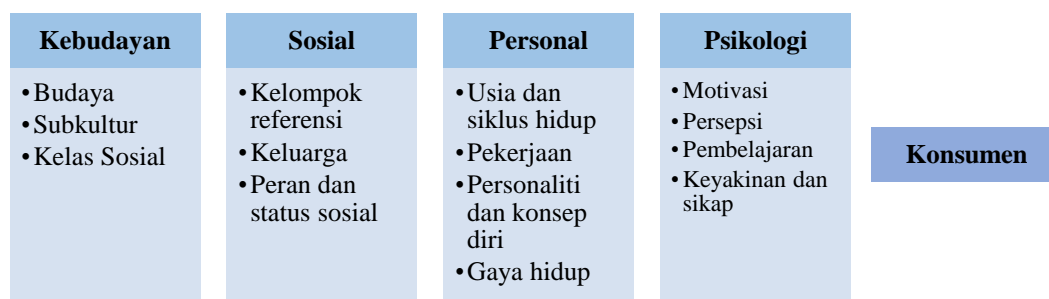 Kebudayan
•Budaya
•Subkultur
•Kelas Sosial
Sosial
•Kelompok
referensi
•Keluarga
•Peran dan
status sosial
Personal
•Usia dan
siklus hidup
•Pekerjaan
•Personaliti
dan konsep
diri
•Gaya hidup
Psikologi
•Motivasi
•Persepsi
•Pembelajaran
•Keyakinan dan
sikap
Konsumen